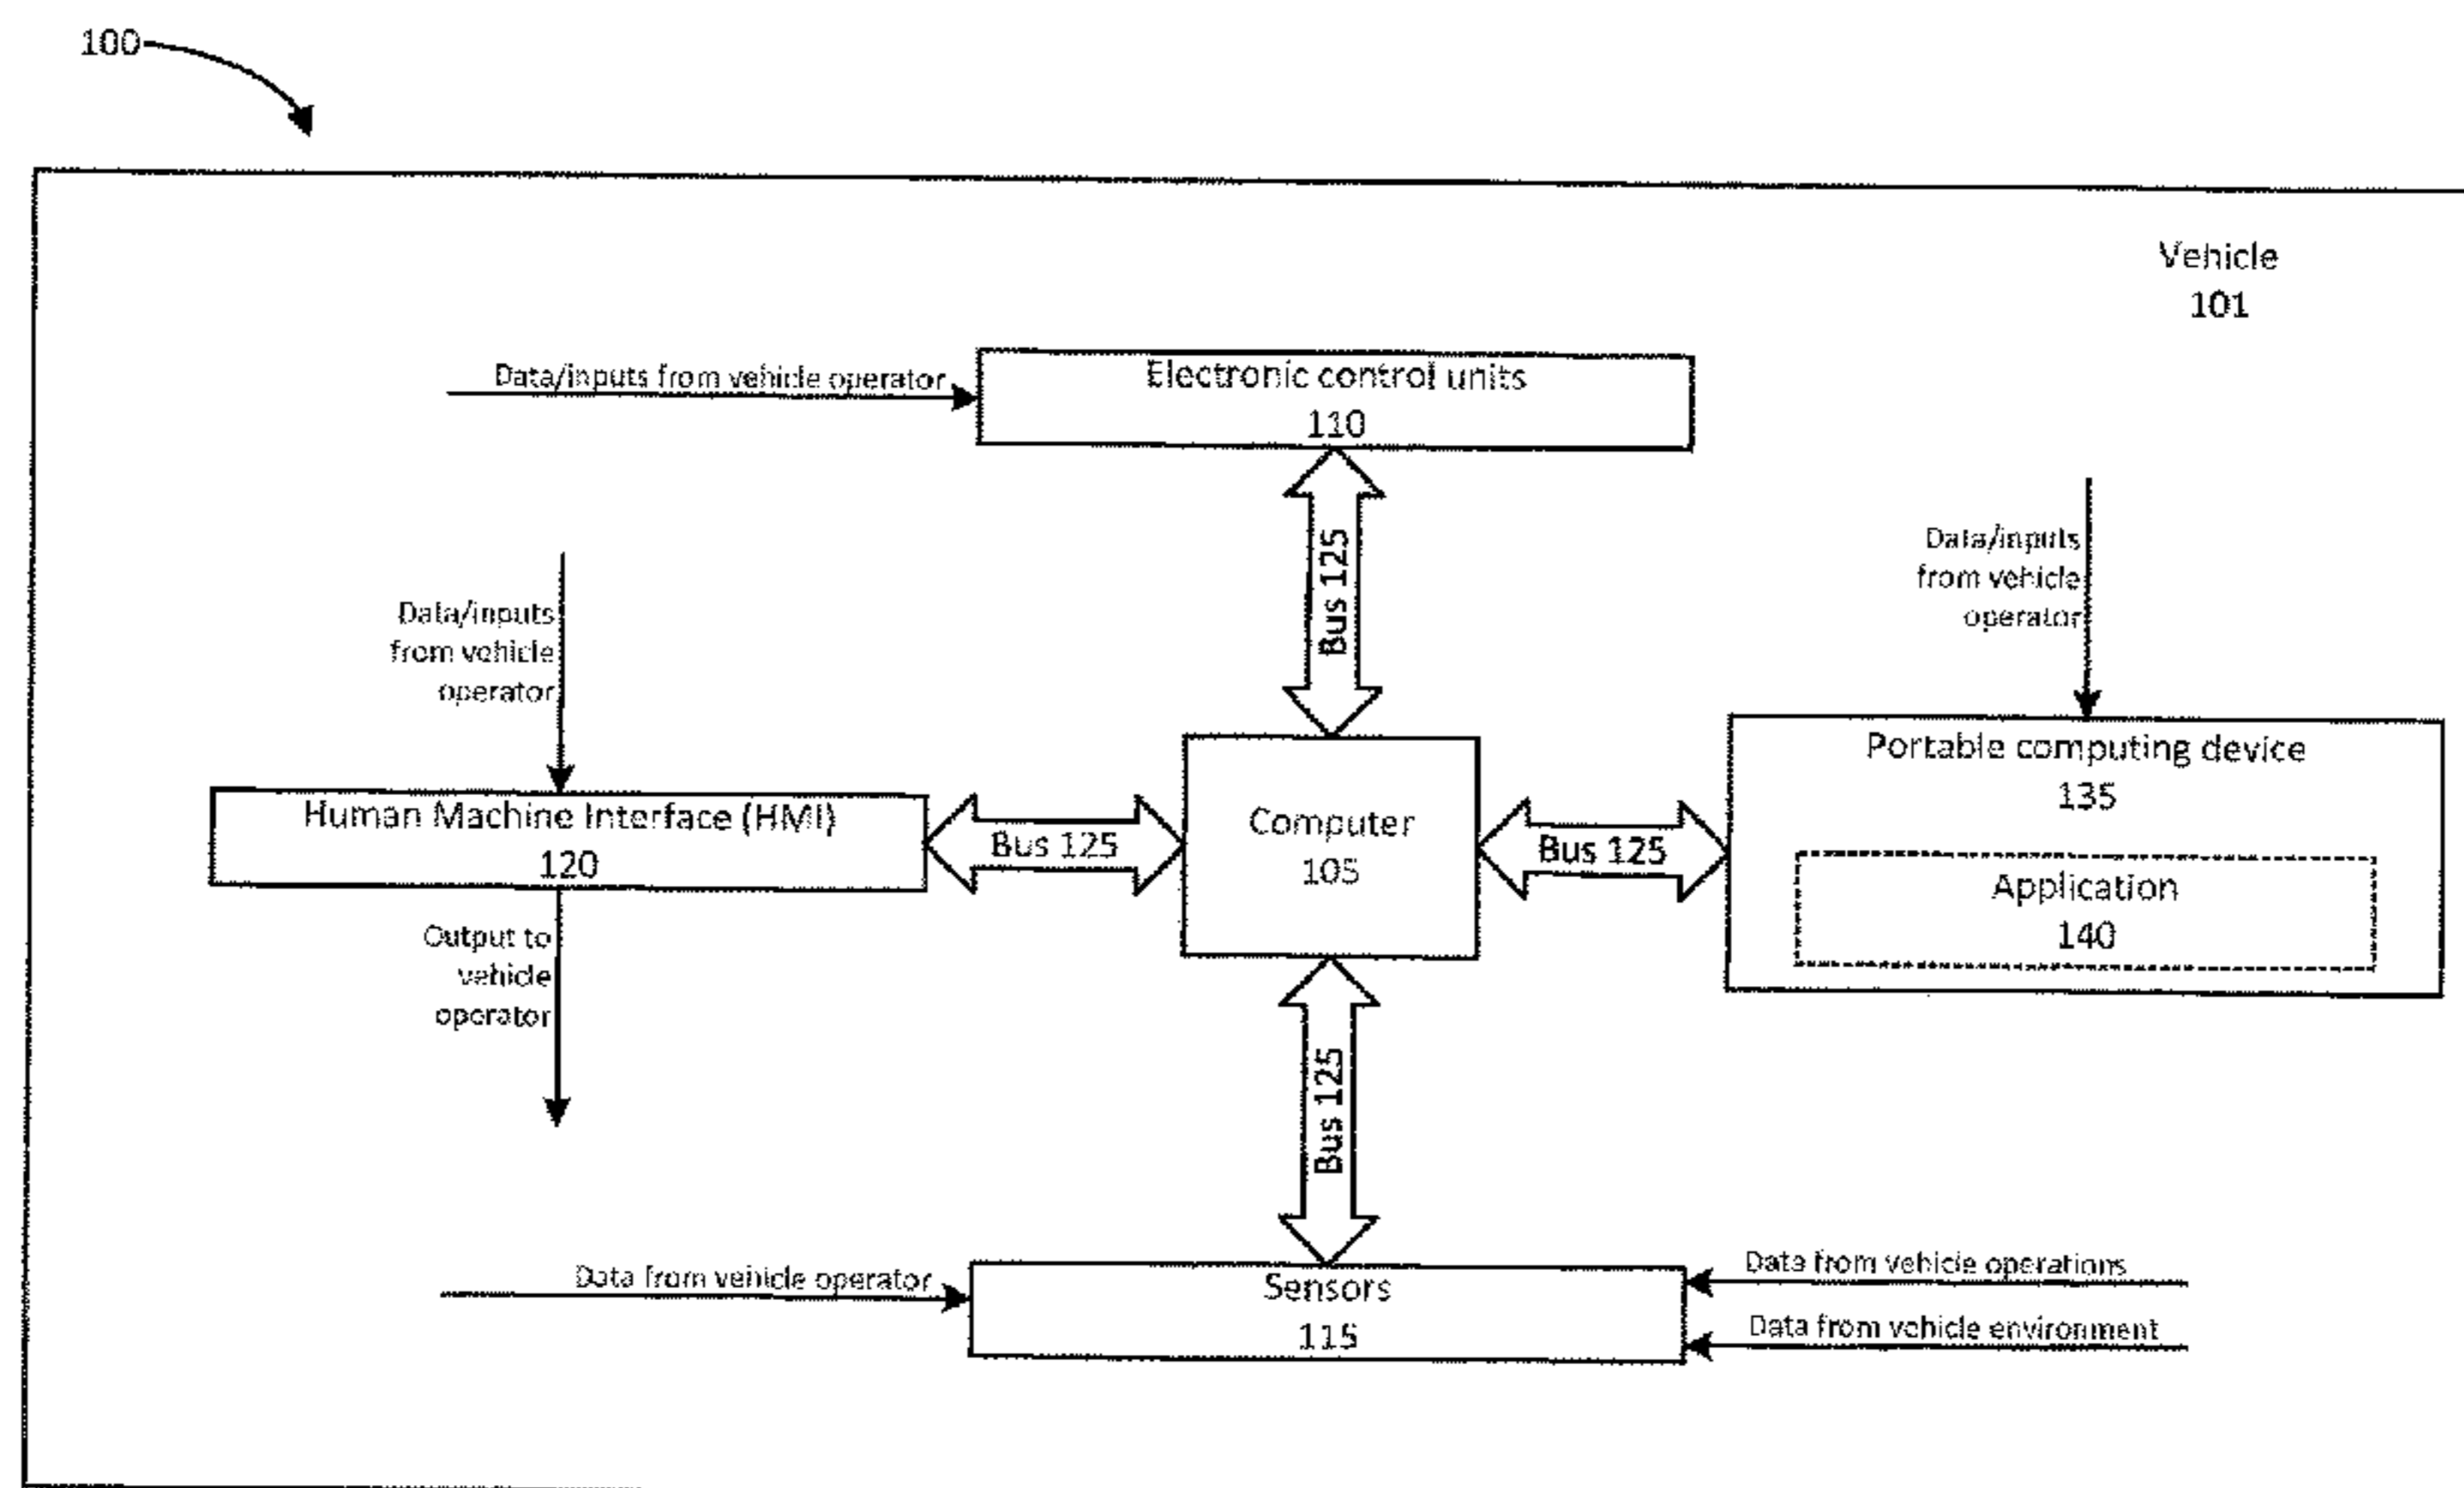 100
Vehicle
101
Data/inputs from vehicle operator
Electronic control units
110
Bus 125
Data/inputs
from vehicle
operator
Data/inputs
from vehicle
operator
Human Machine Interface (HMI)
120
Bus 125
Computer
105
Bus 125
Portable computing device
135
Application
140
Output to
vehicle
operator
Bus 125
Data from vehicle operator
Sensors
115
Data from vehicle operations
Data from vehicle environment